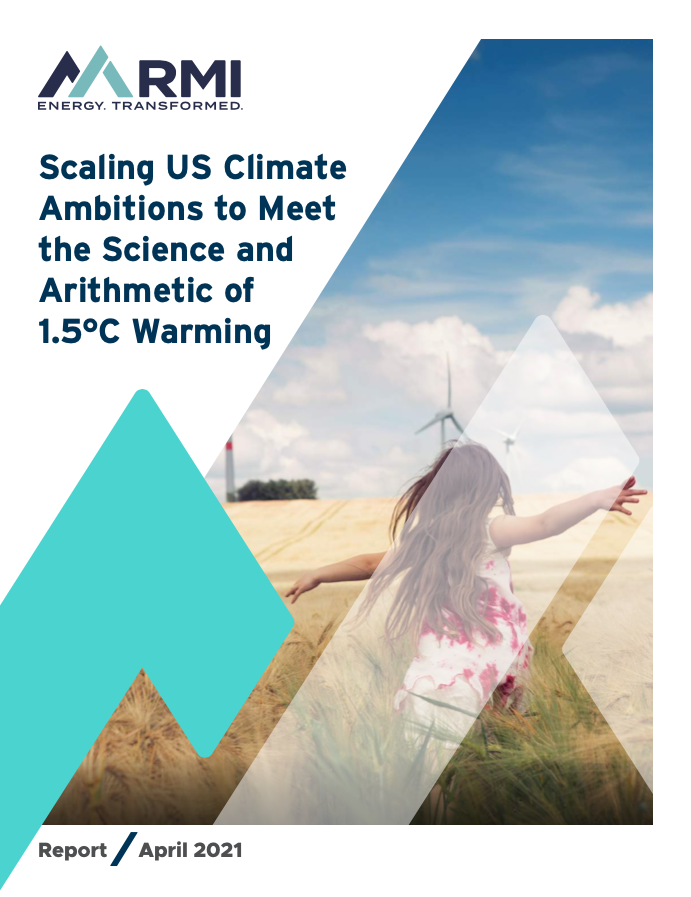 RMI
ENERGY. TRANSFORMED.
Scaling US Climate
Ambitions to Meet
the Science and
Arithmetic of
1.5°C Warming
Report / April 2021